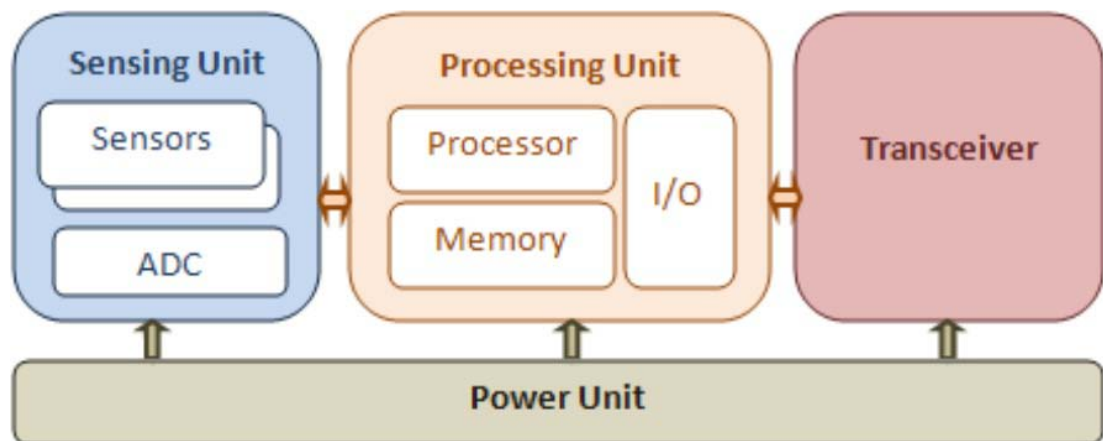 Sensing Unit
Sensors
ADC
Processing Unit
Processor
Memory
I/O
Transceiver
Power Unit